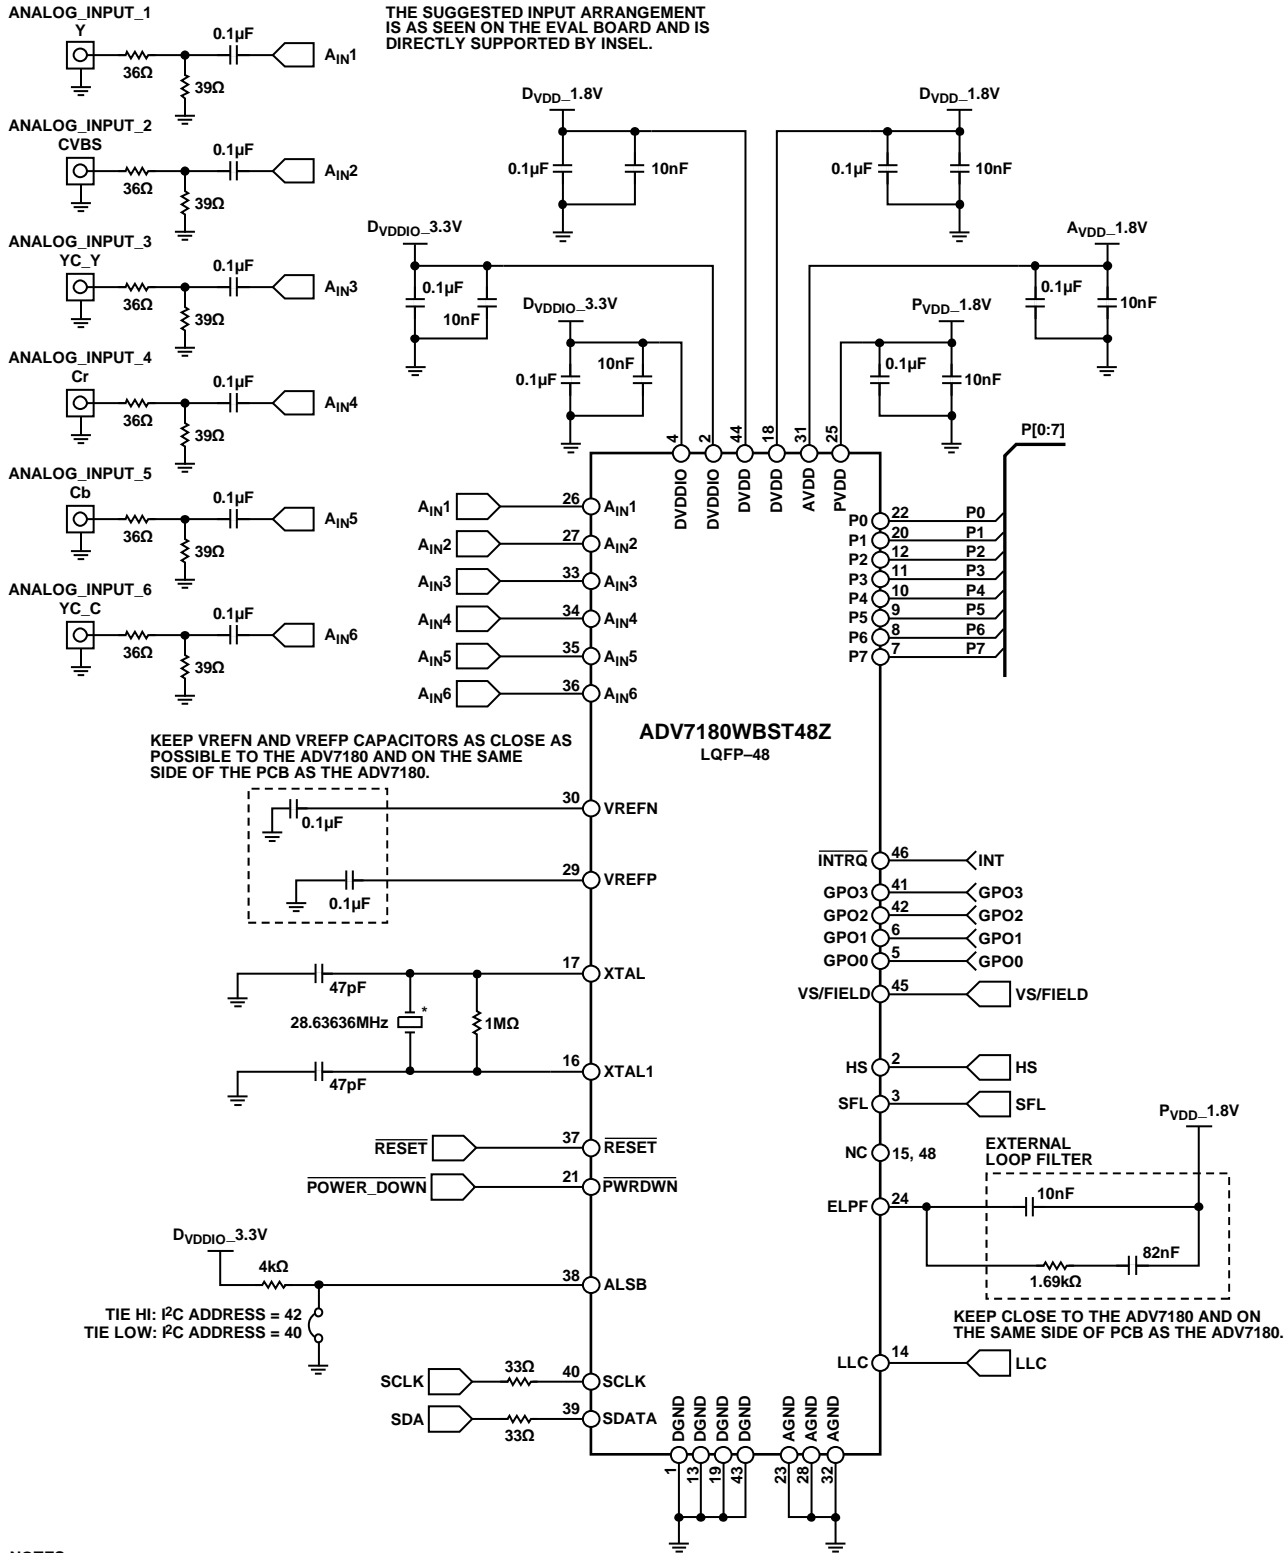 ANALOG_INPUT_1
Y
0.1µF
AIN1
36Ω
39Ω
ANALOG_INPUT_2
CVBS
0.1µF
AIN2
36Ω
39Ω
ANALOG_INPUT_3
YC_Y
0.1µF
AIN3
36Ω
39Ω
ANALOG_INPUT_4
Cr
0.1µF
AIN4
36Ω
39Ω
ANALOG_INPUT_5
Cb
0.1µF
AIN5
36Ω
39Ω
ANALOG_INPUT_6
YC_C
0.1µF
AIN6
36Ω
39Ω
THE SUGGESTED INPUT ARRANGEMENT
IS AS SEEN ON THE EVAL BOARD AND IS
DIRECTLY SUPPORTED BY INSEL.
DVDD_1.8V
0.1µF
10nF
DVDD_1.8V
0.1µF
10nF
DVDDIO_3.3V
0.1µF
10nF
DVDDIO_3.3V
0.1µF
10nF
AVDD_1.8V
0.1µF
10nF
PVDD_1.8V
0.1µF
10nF
4
2
44
18
31
25
DVDDIO
DVDDIO
DVDD
DVDD
AVDD
PVDD
P[0:7]
AIN1 26 AIN1
AIN2 27 AIN2
AIN3 33 AIN3
AIN4 34 AIN4
AIN5 35 AIN5
AIN6 36 AIN6
P0 22 P0
P1 20 P1
P2 12 P2
P3 11 P3
P4 10 P4
P5 9 P5
P6 8 P6
P7 7 P7
ADV7180WBST48Z
LQFP–48
KEEP VREFN AND VREFP CAPACITORS AS CLOSE AS
POSSIBLE TO THE ADV7180 AND ON THE SAME
SIDE OF THE PCB AS THE ADV7180.
0.1µF
30 VREFN
0.1µF
29 VREFP
47pF
17 XTAL
28.63636MHz *
1MΩ
47pF
16 XTAL1
RESET 37 RESET
POWER_DOWN 21 PWRDWN
DVDDIO_3.3V
4kΩ
38 ALSB
TIE HI: I2C ADDRESS = 42
TIE LOW: I2C ADDRESS = 40
SCLK 33Ω 40 SCLK
SDA 33Ω 39 SDATA
INTRQ 46 INT
GPO3 41 GPO3
GPO2 42 GPO2
GPO1 6 GPO1
GPO0 5 GPO0
VS/FIELD 45 VS/FIELD
HS 2 HS
SFL 3 SFL
NC 15, 48
ELPF 24
PVDD_1.8V
EXTERNAL
LOOP FILTER
10nF
82nF
1.69kΩ
KEEP CLOSE TO THE ADV7180 AND ON
THE SAME SIDE OF PCB AS THE ADV7180.
LLC 14 LLC
DGND
DGND
DGND
DGND
AGND
AGND
AGND
1
13
19
43
23
28
32